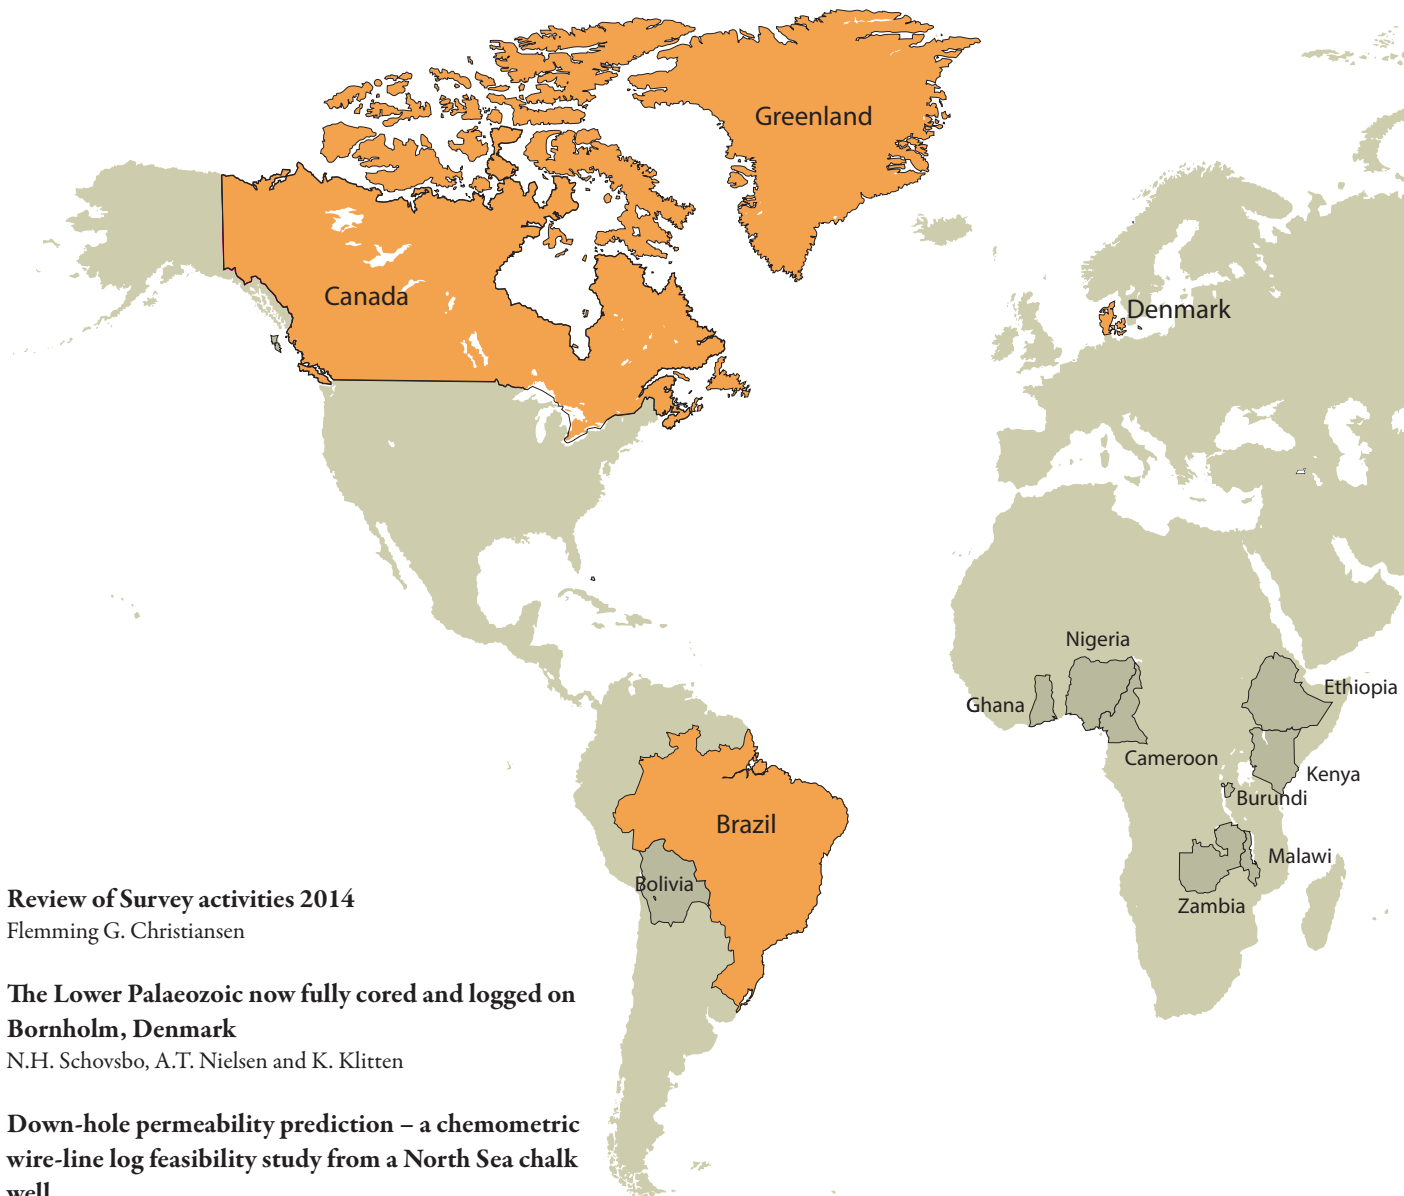 Greenland
Canada
Denmark
Nigeria
Ghana
Ethiopia
Cameroon
Kenya
Burundi
Brazil
Malawi
Bolivia
Zambia
Review of Survey activities 2014
Flemming G. Christiansen
The Lower Palaeozoic now fully cored and logged on
Bornholm, Denmark
N.H. Schovsbo, A.T. Nielsen and K. Klitten
Down-hole permeability prediction – a chemometric
wire-line log feasibility study from a North Sea chalk
well